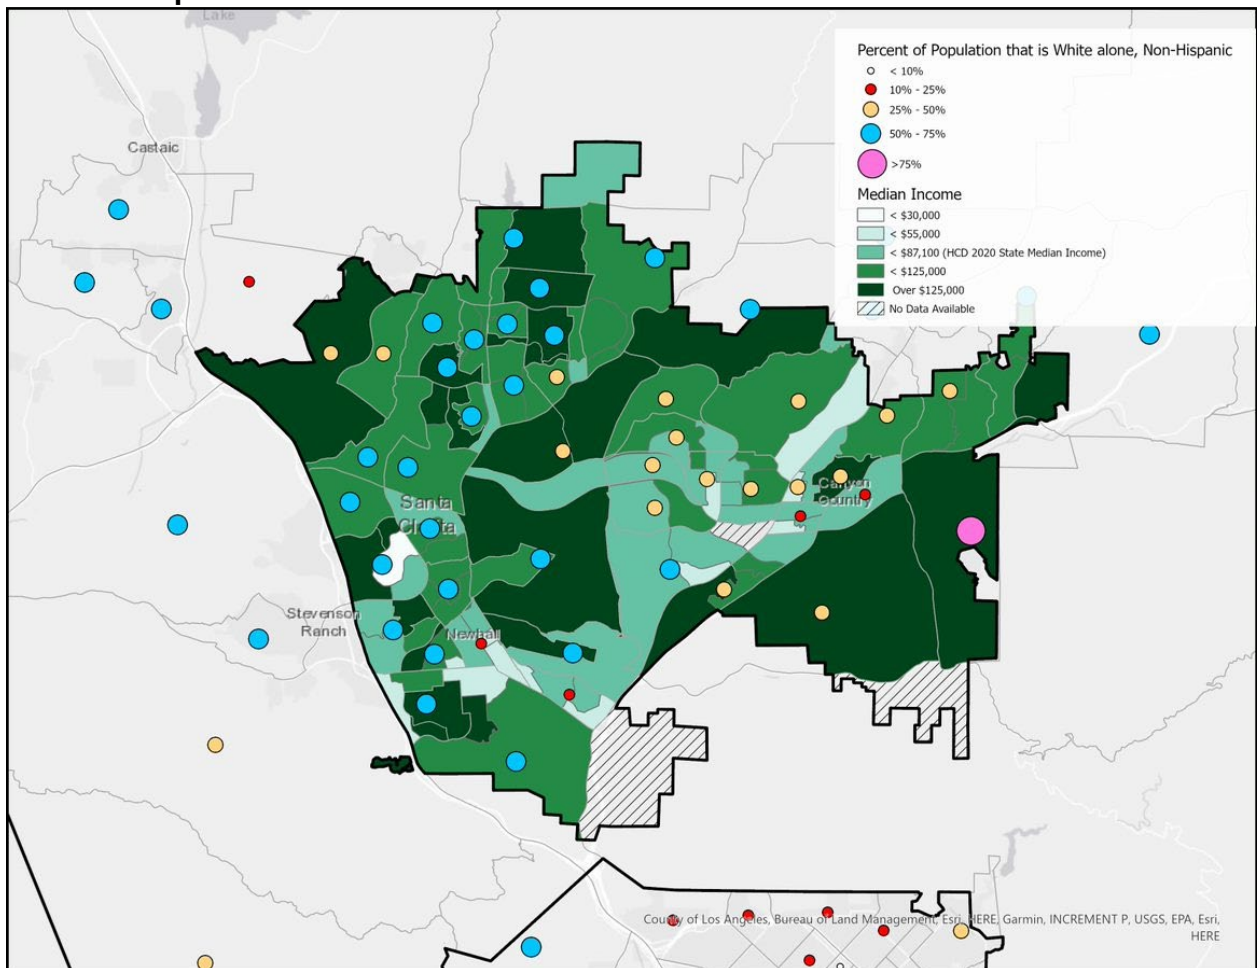 Lake
Castaic
Percent of Population that is White alone, Non-Hispanic
< 10%
10% - 25%
25% - 50%
50% - 75%
>75%
Median Income
< $30,000
< $55,000
< $87,100 (HCD 2020 State Median Income)
< $125,000
Over $125,000
No Data Available
Canyon
Country
Santa
Clarita
Stevenson
Ranch
Newhall
County of Los Angeles, Bureau of Land Management, Esri, HERE, Garmin, INCREMENT P, USGS, EPA, Esri,
HERE